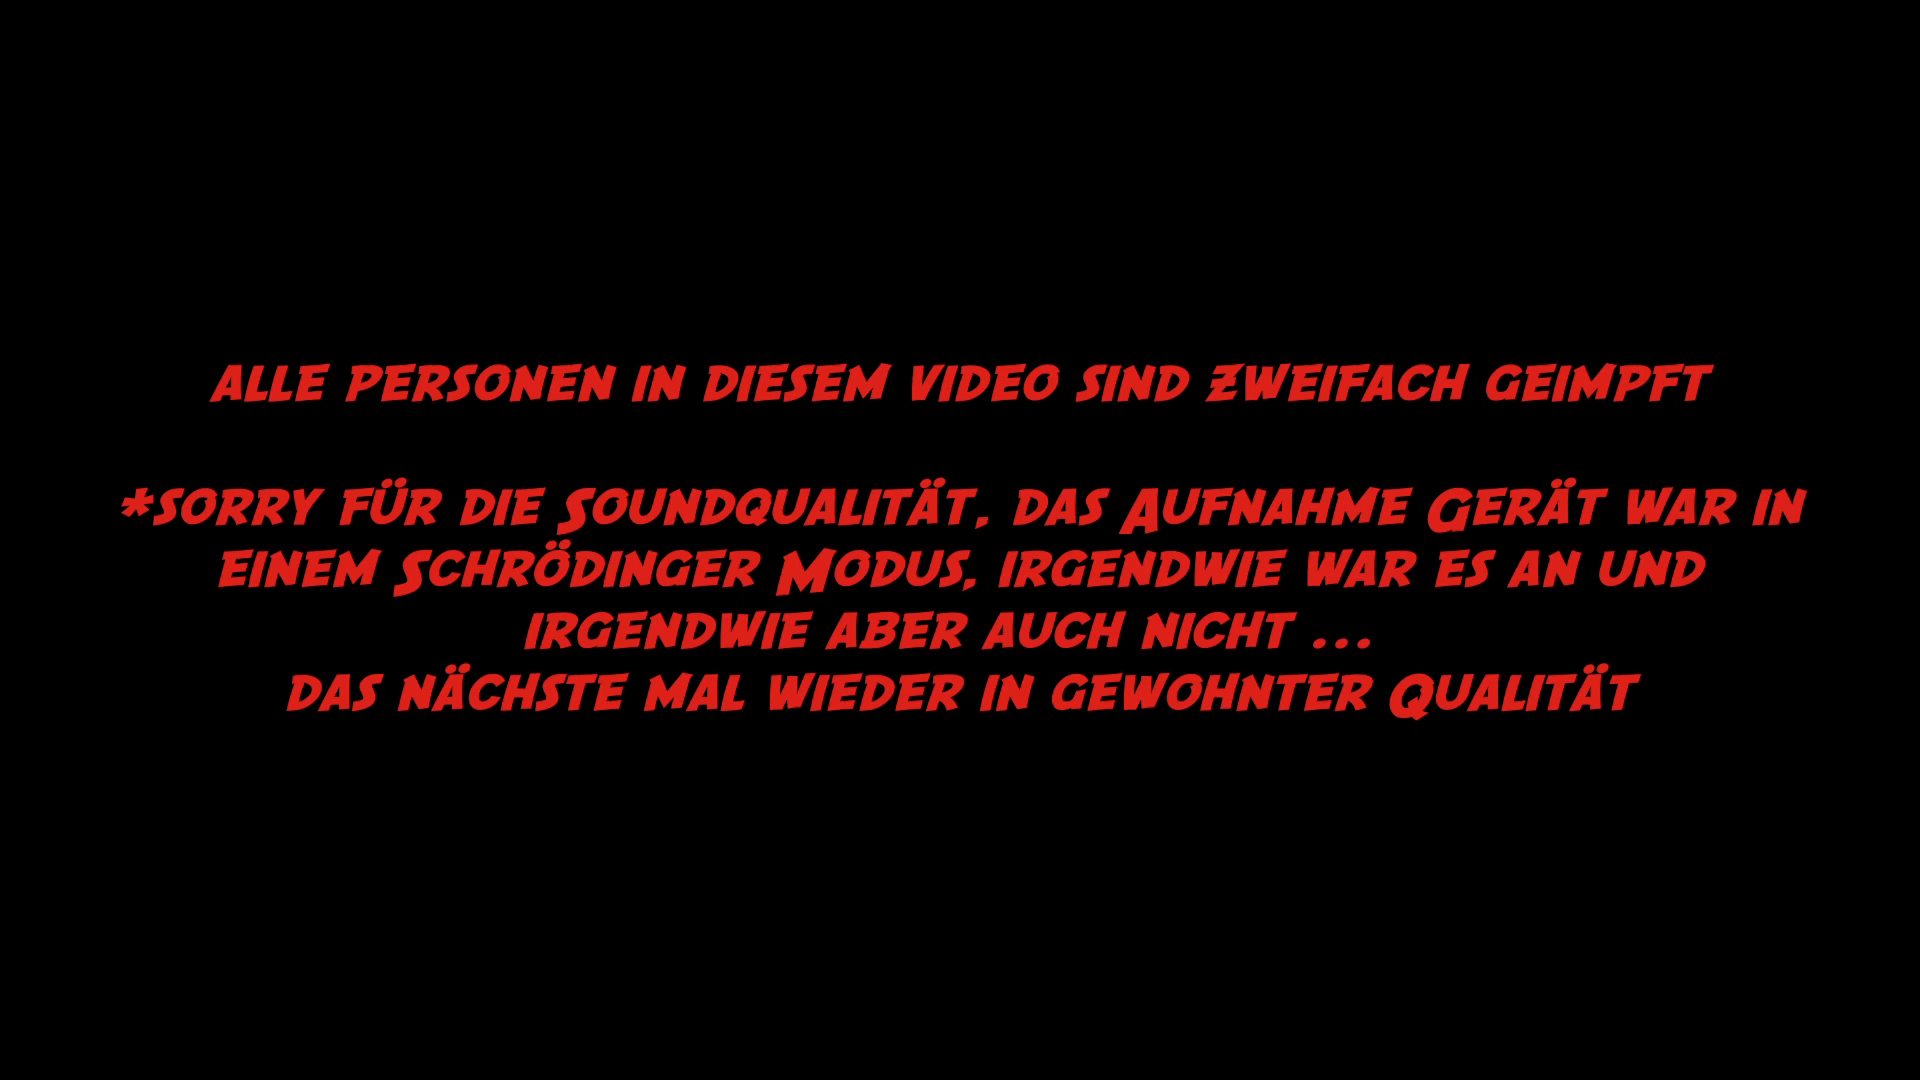 alle Personen in diesem Video sind zweifach geimpft
*sorry für die Soundqualität, das Aufnahme Gerät war in
einem Schrödinger Modus, irgendwie war es an und
irgendwie aber auch nicht ...
das nächste mal wieder in gewohnter Qualität